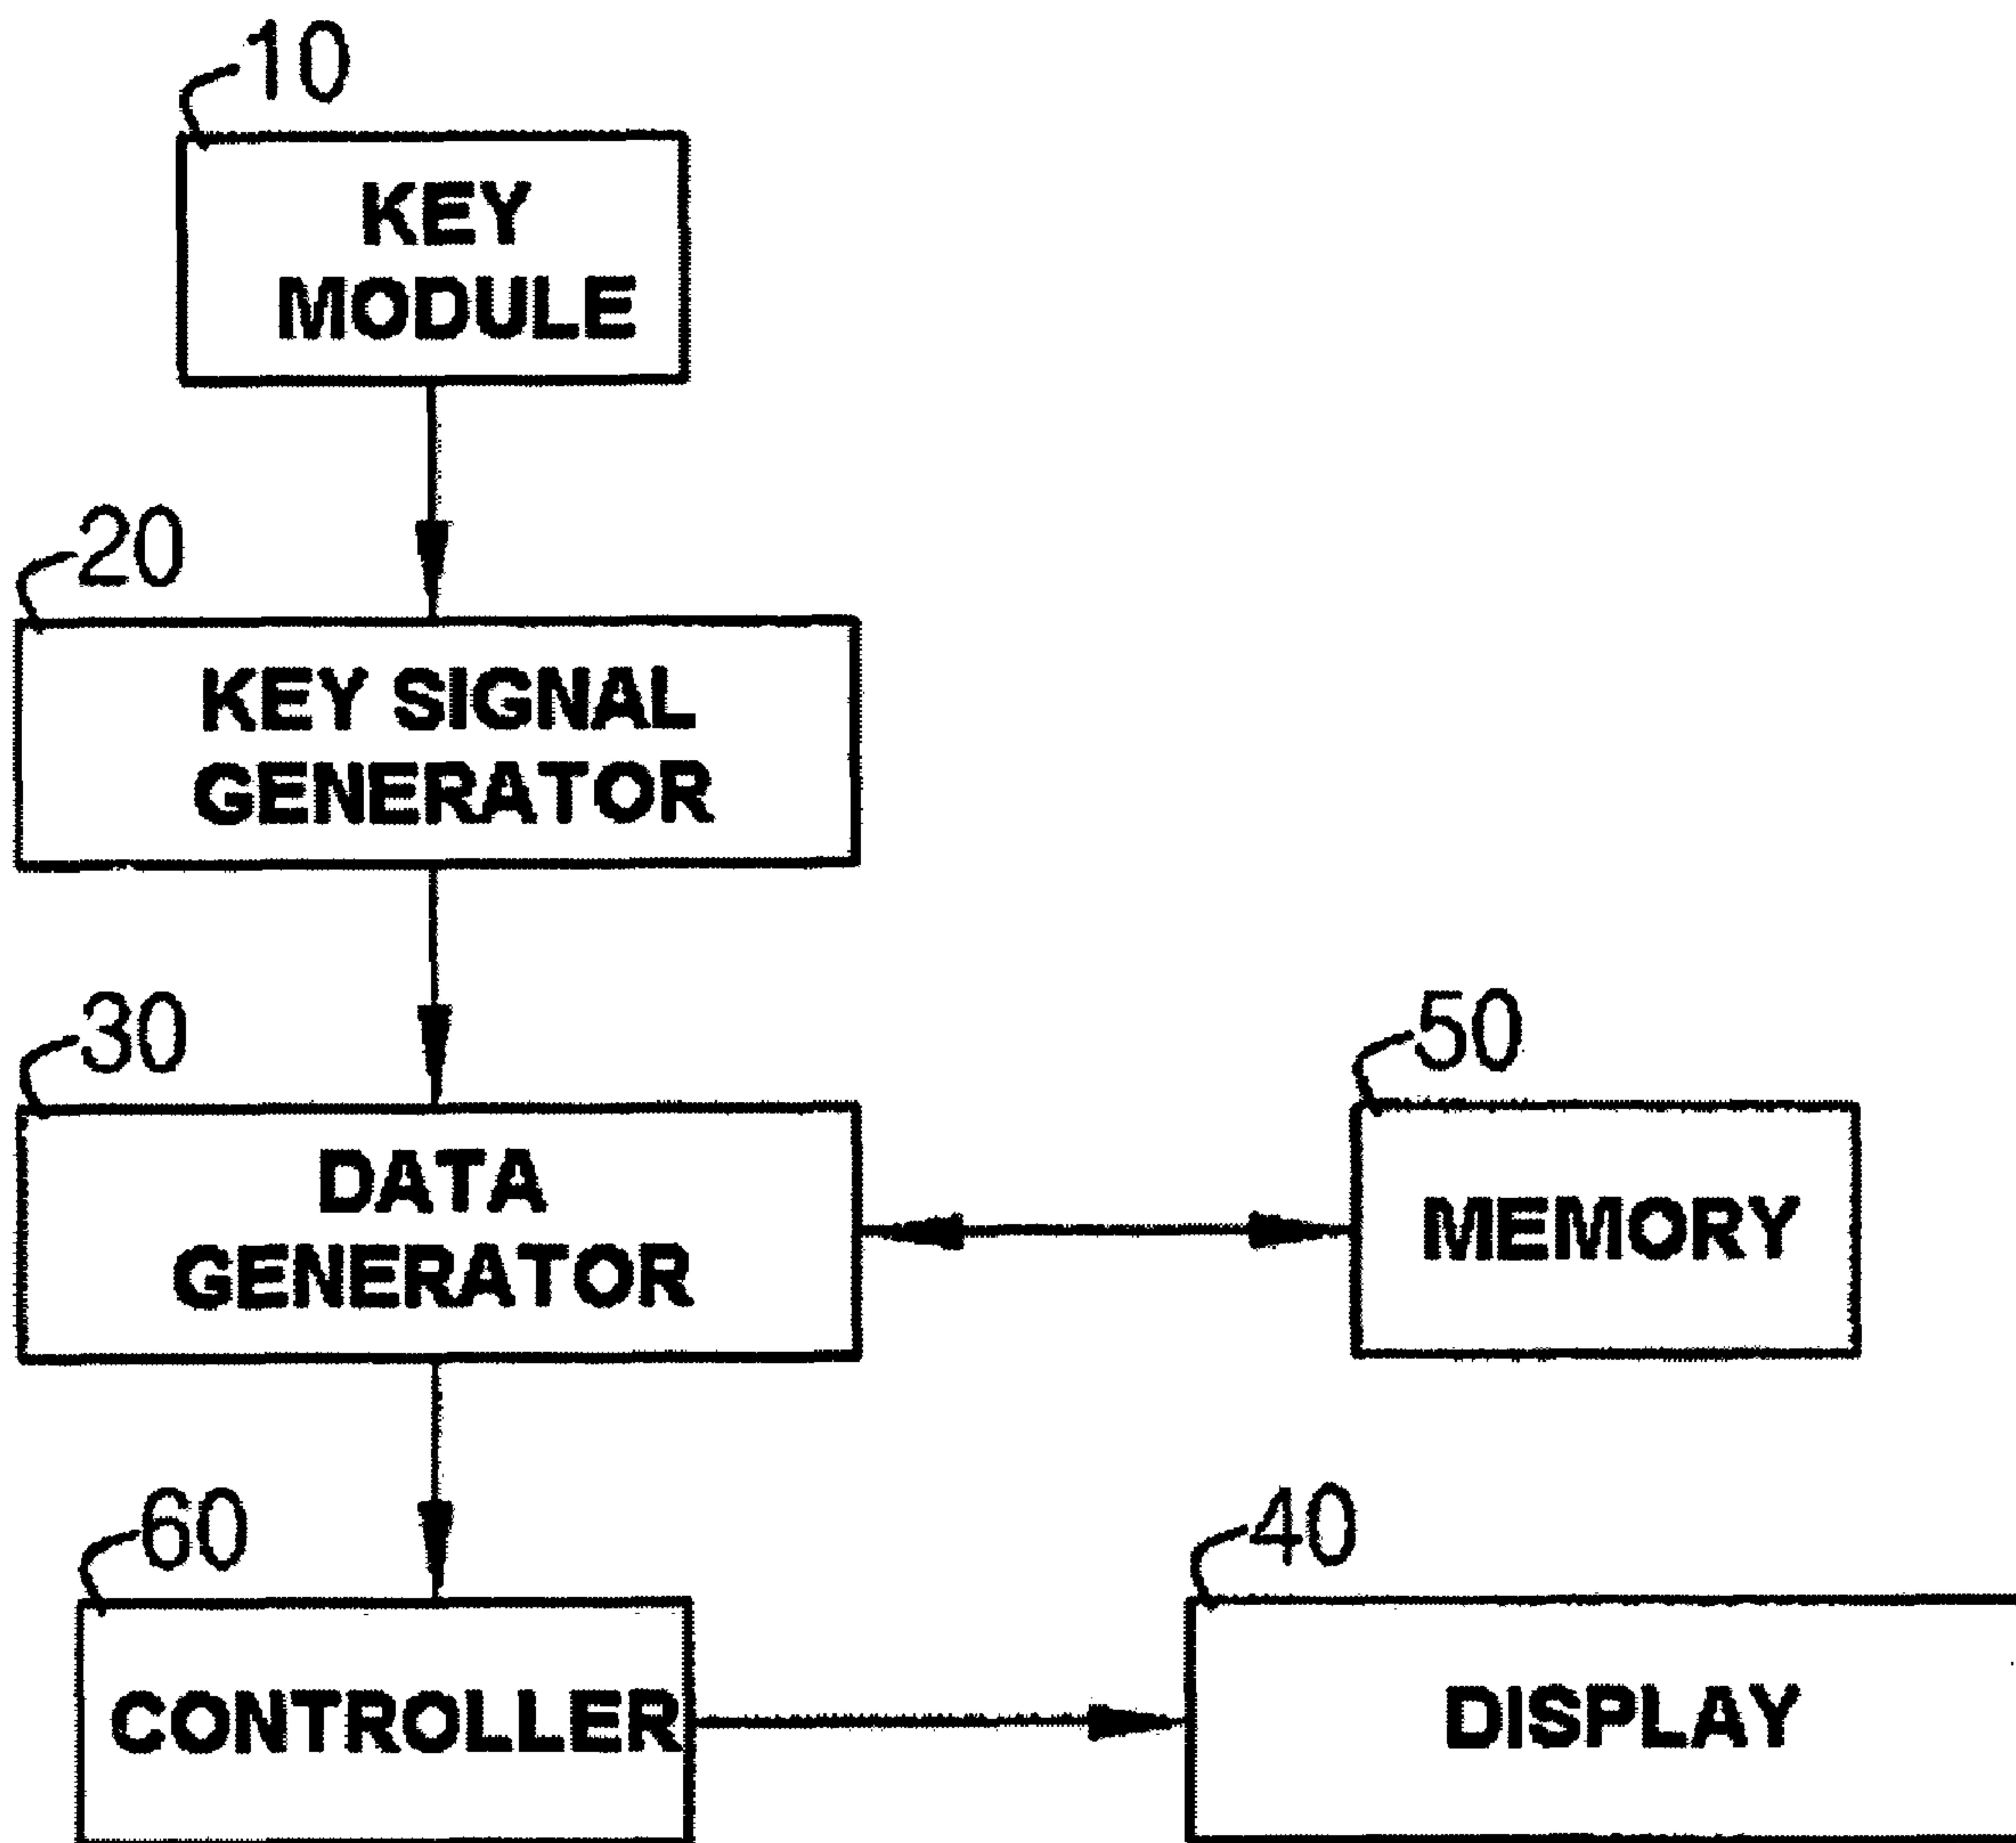 10
KEY
MODULE
20
KEY SIGNAL
GENERATOR
30
DATA
GENERATOR
50
MEMORY
60
CONTROLLER
40
DISPLAY